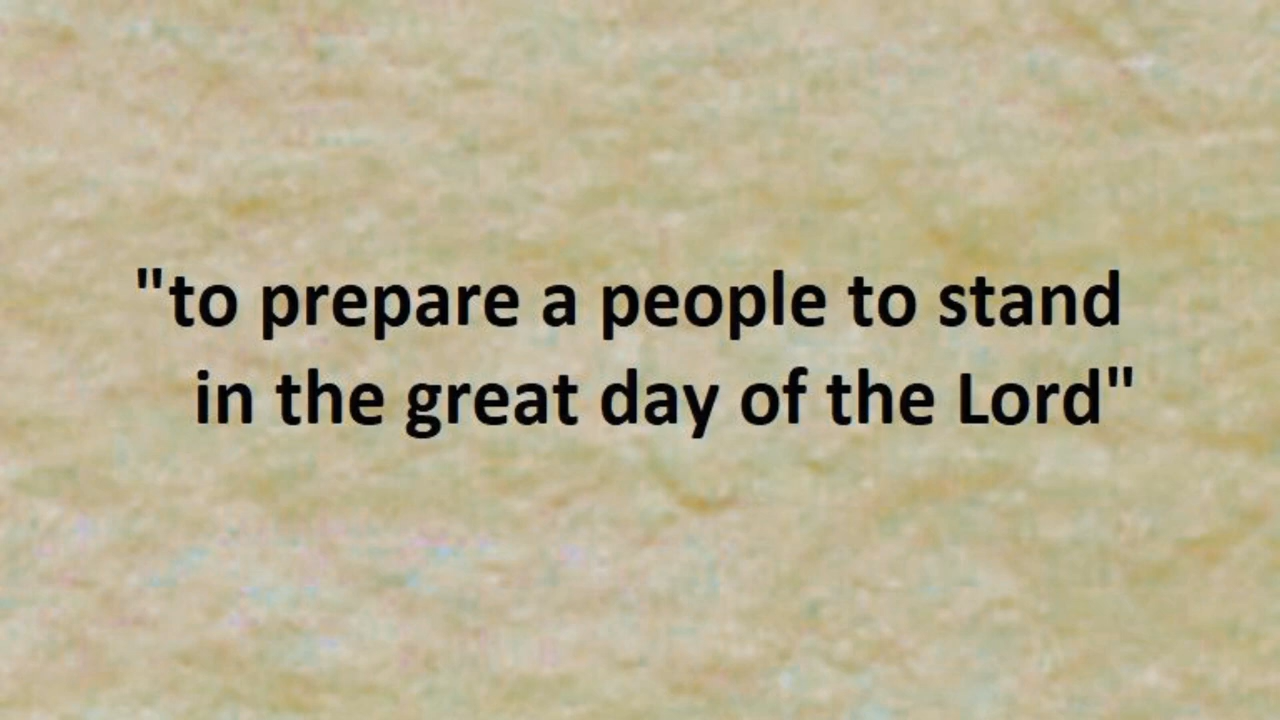 "to prepare a people to stand
in the great day of the Lord"